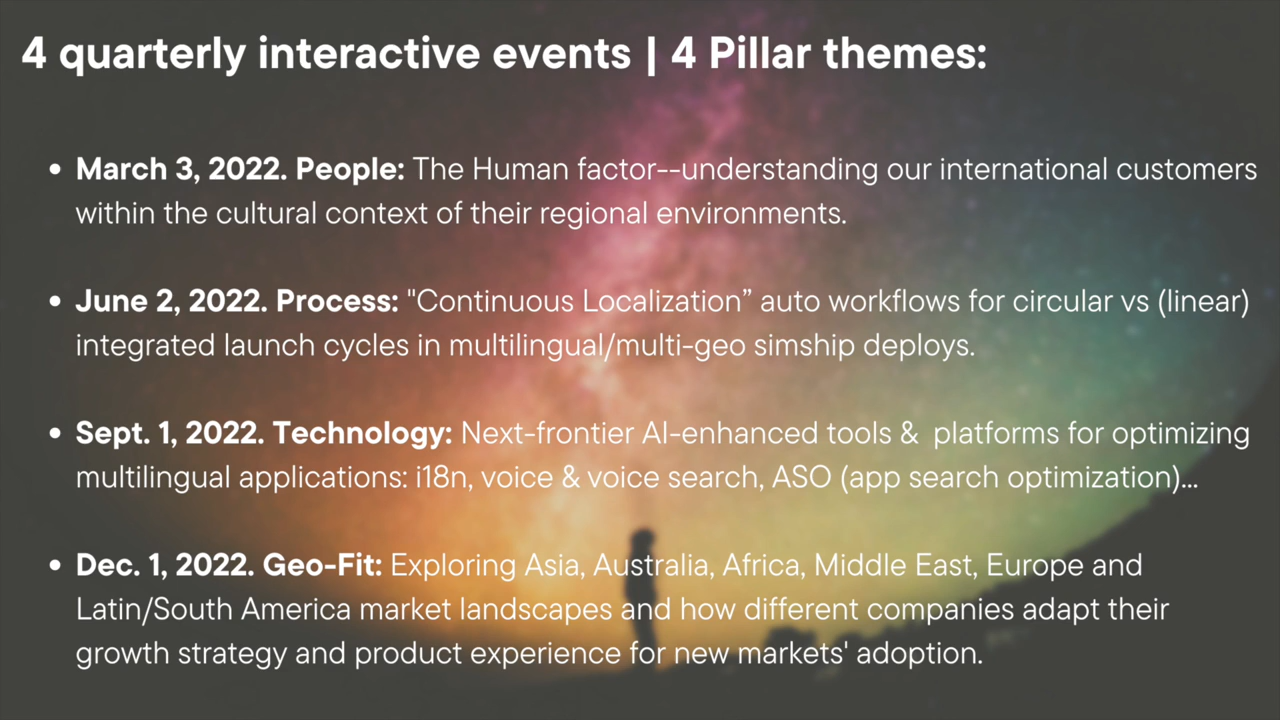 4 quarterly interactive events | 4 Pillar themes:
• March 3, 2022. People: The Human factor--understanding our international customers
within the cultural context of their regional environments.
• June 2, 2022. Process: "Continuous Localization” auto workflows for circular vs (linear)
integrated launch cycles in multilingual/multi-geo simship deploys.
• Sept. 1, 2022. Technology: Next-frontier AI-enhanced tools &  platforms for optimizing
multilingual applications: i18n, voice & voice search, ASO (app search optimization)...
• Dec. 1, 2022. Geo-Fit: Exploring Asia, Australia, Africa, Middle East, Europe and
Latin/South America market landscapes and how different companies adapt their
growth strategy and product experience for new markets' adoption.